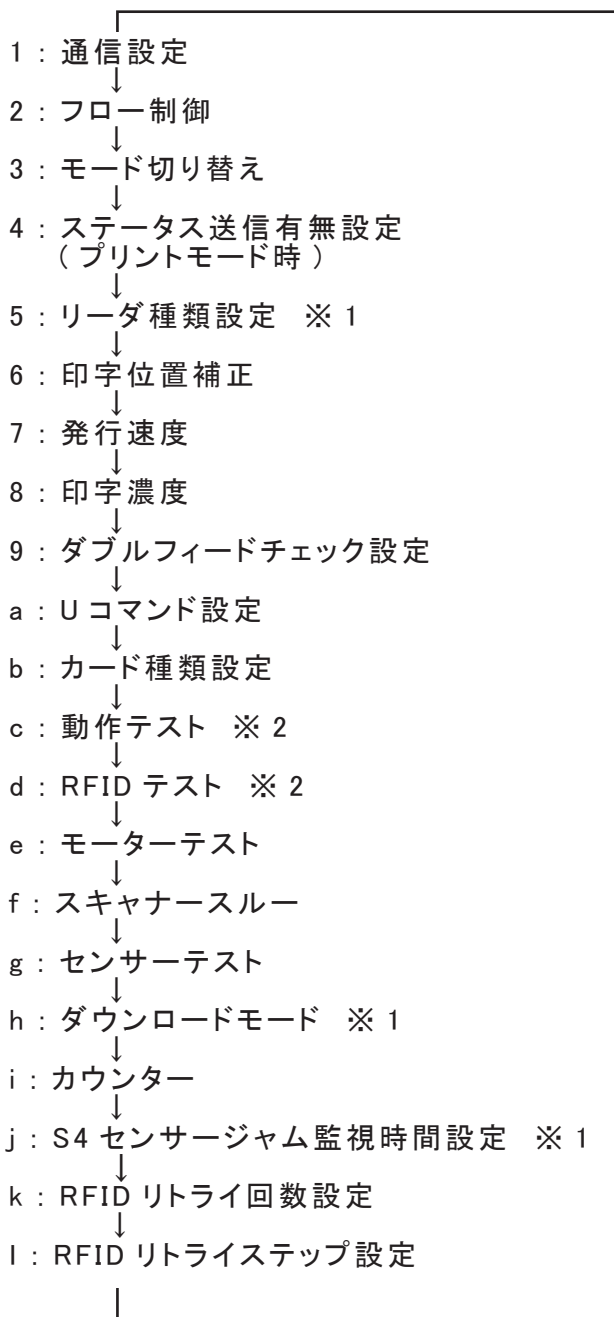 1 : 通信設定
↓
2 : フロー制御
↓
3 : モード切り替え
↓
4 : ステータス送信有無設定
( プリントモード時 )
↓
5 : リーダ種類設定 ※ 1
↓
6 : 印字位置補正
↓
7 : 発行速度
↓
8 : 印字濃度
↓
9 : ダブルフィードチェック設定
↓
a : U コマンド設定
↓
b : カード種類設定
↓
c : 動作テスト ※ 2
↓
d : RFID テスト ※ 2
↓
e : モーターテスト
↓
f : スキャナースルー
↓
g : センサーテスト
↓
h : ダウンロードモード ※ 1
↓
i : カウンター
↓
j : S4 センサージャム監視時間設定 ※ 1
↓
k : RFID リトライ回数設定
↓
l : RFID リトライステップ設定